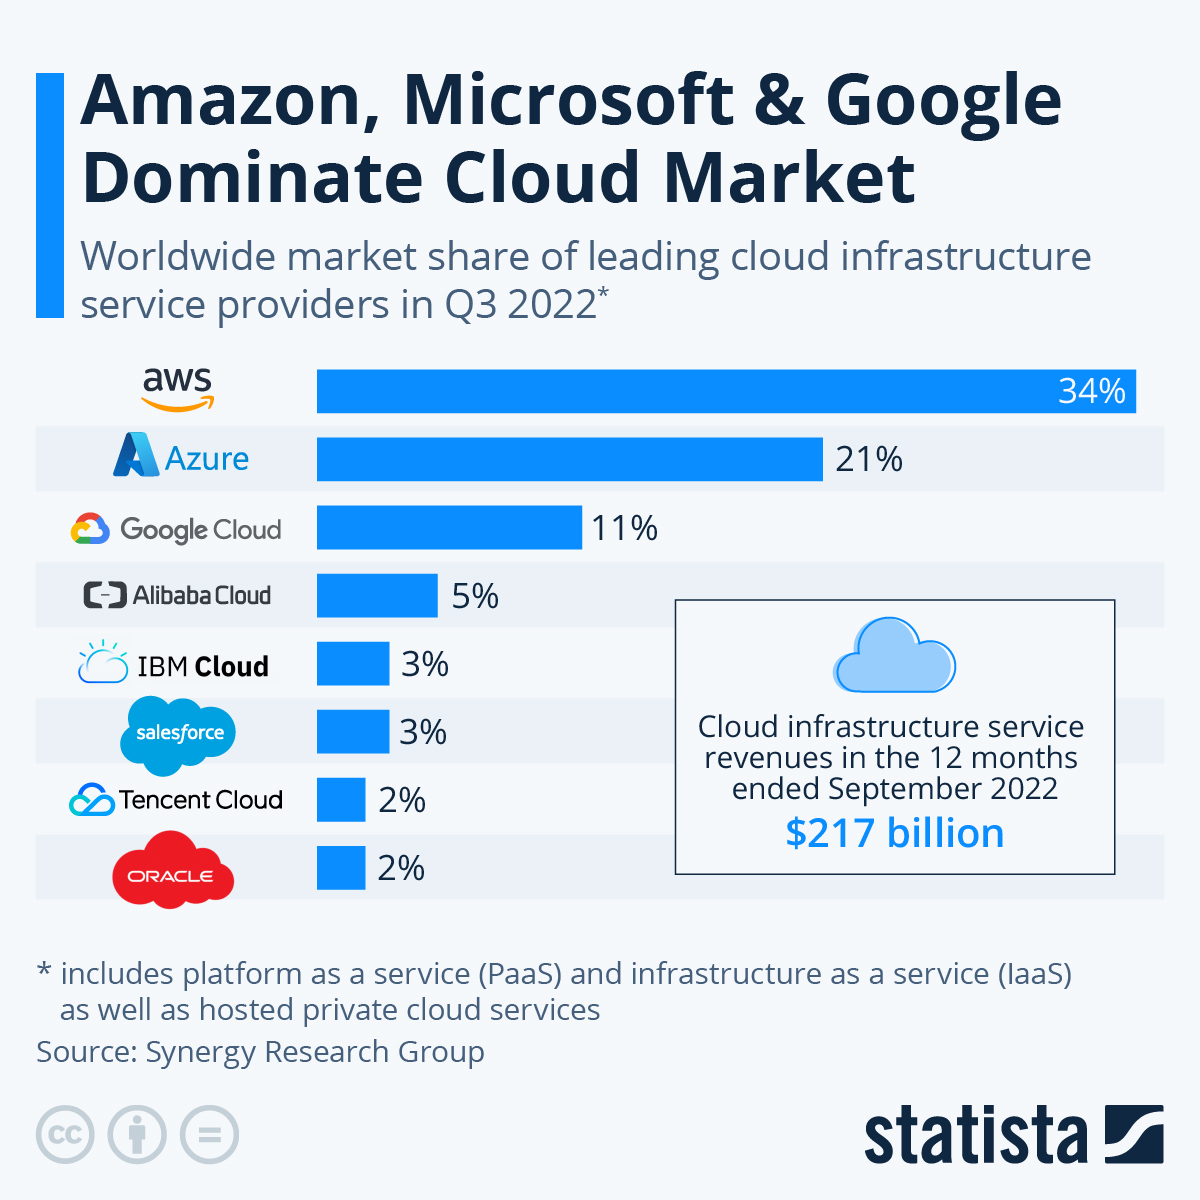 Amazon, Microsoft & Google
Dominate Cloud Market
Worldwide market share of leading cloud infrastructure
service providers in Q3 2022*
aws
34%
Azure
21%
Google Cloud
11%
Alibaba Cloud
5%
IBM Cloud
3%
salesforce
3%
Tencent Cloud
2%
ORACLE
2%
Cloud infrastructure service
revenues in the 12 months
ended September 2022
$217 billion
* includes platform as a service (PaaS) and infrastructure as a service (IaaS)
as well as hosted private cloud services
Source: Synergy Research Group
cc
statista